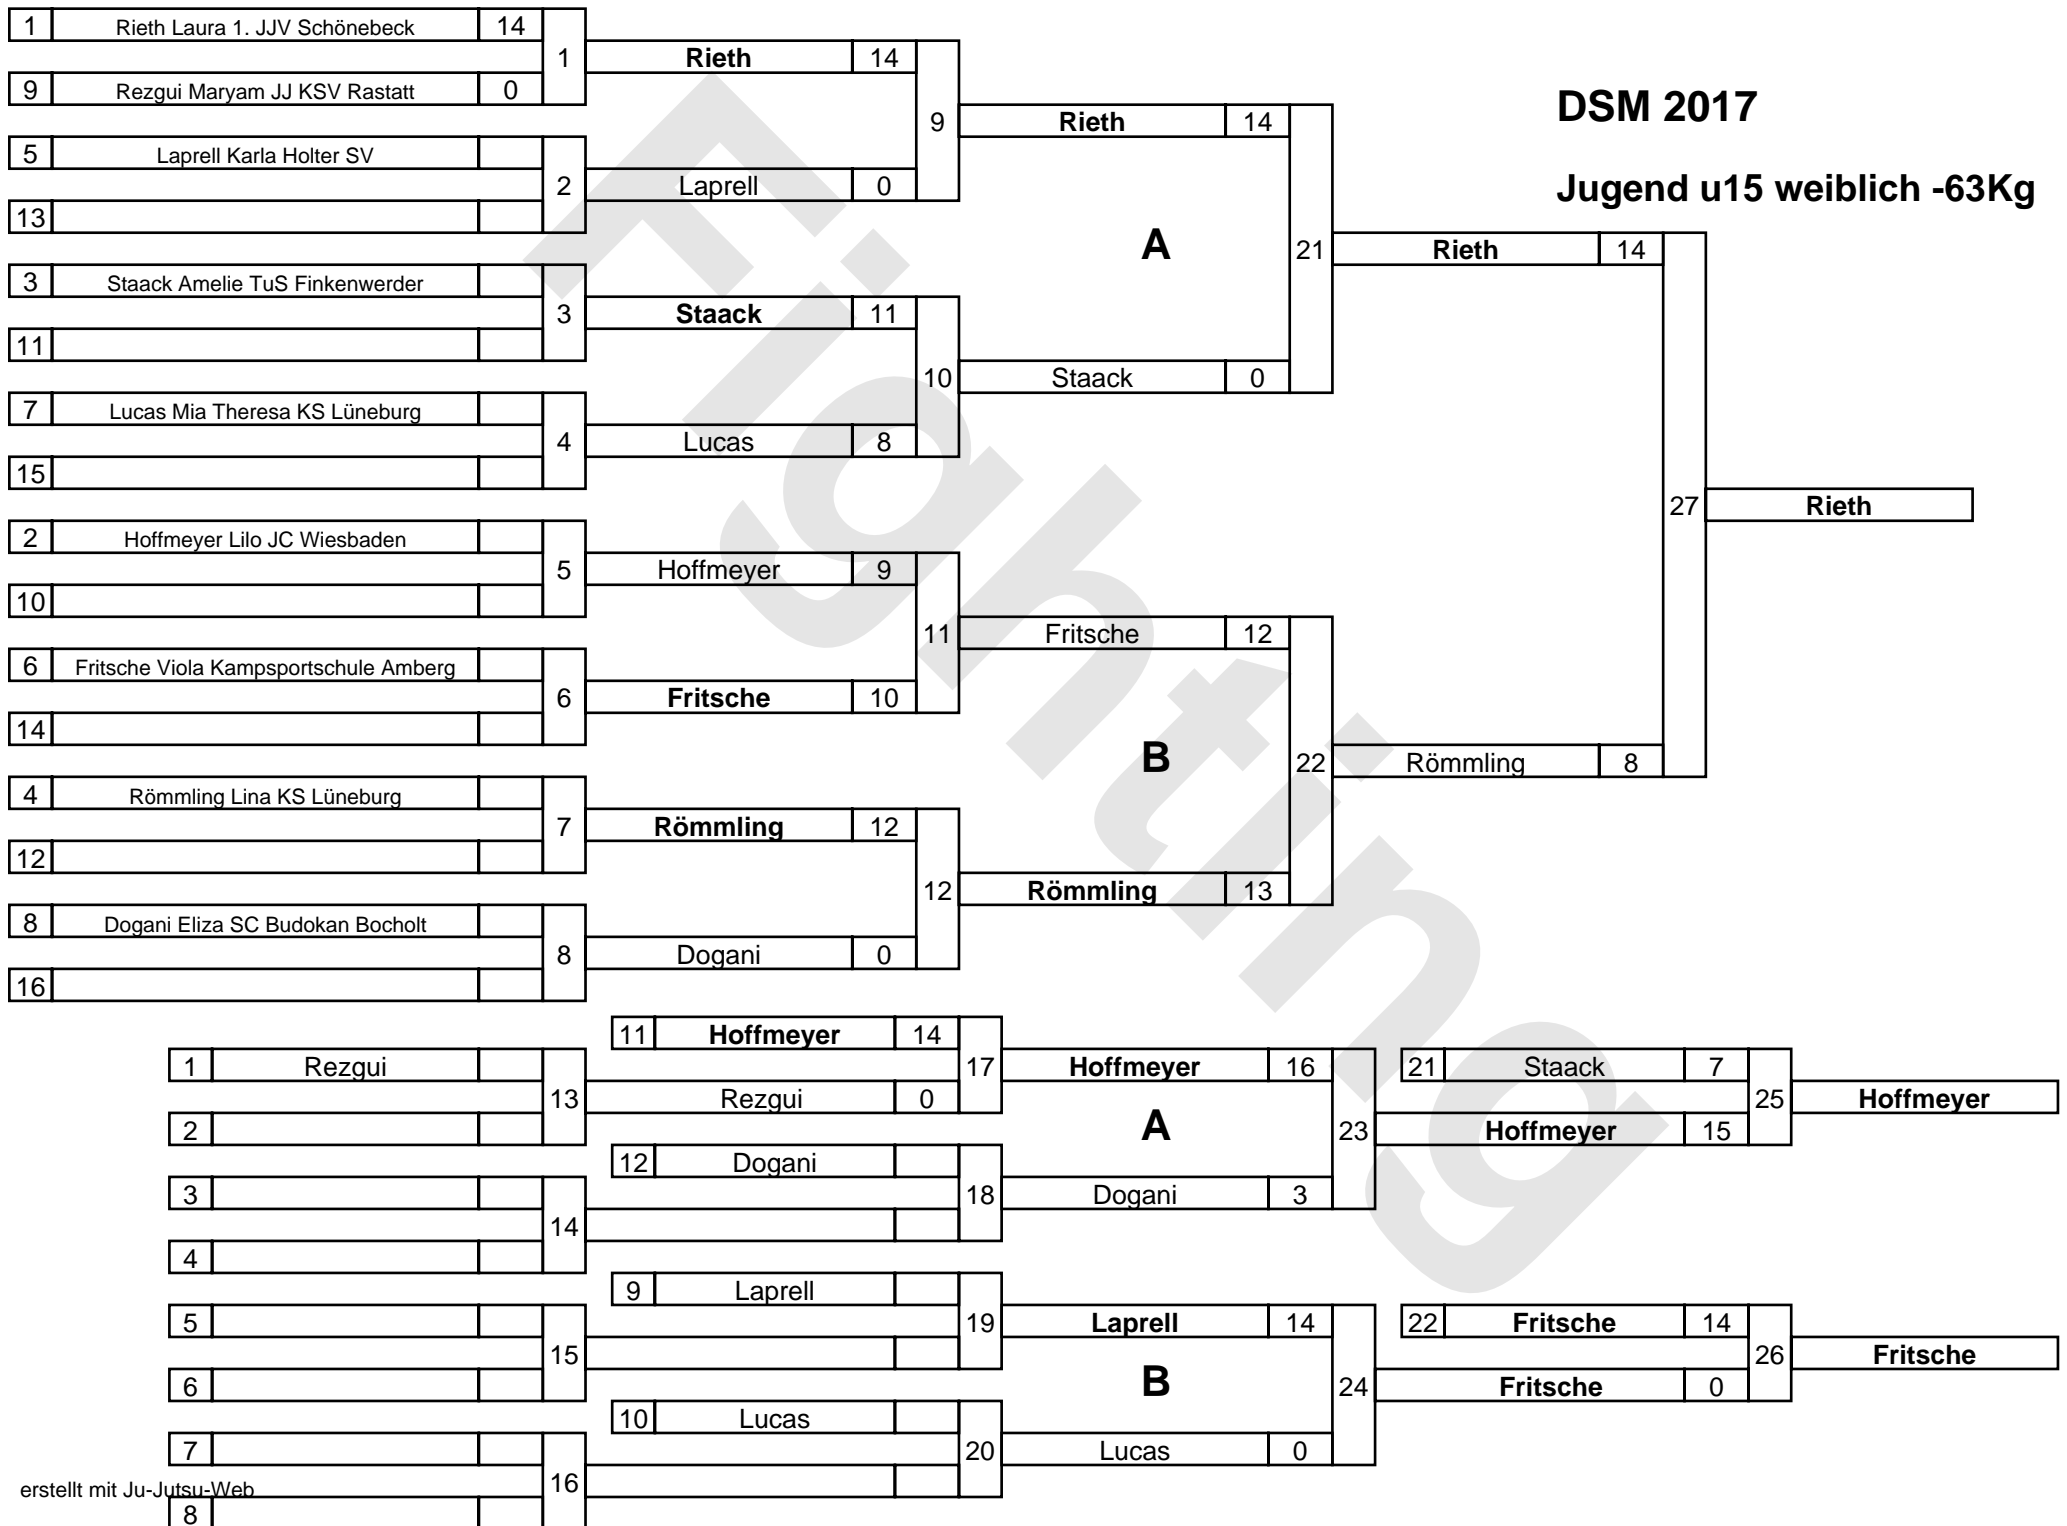 DSM 2017
Jugend u15 weiblich -63Kg
1 Rieth Laura 1. JJV Schönebeck 14
1
9 Rezgui Maryam JJ KSV Rastatt 0
5 Laprell Karla Holter SV
2
13
3 Staack Amelie TuS Finkenwerder
3
11
7 Lucas Mia Theresa KS Lüneburg
4
15
2 Hoffmeyer Lilo JC Wiesbaden
5
10
6 Fritsche Viola Kampsportschule Amberg
6
14
4 Römmling Lina KS Lüneburg
7
12
8 Dogani Eliza SC Budokan Bocholt
8
16
Rieth 14
9
Laprell 0
Staack 11
10
Lucas 8
Hoffmeyer 9
11
Fritsche 10
Römmling 12
12
Dogani 0
Rieth 14
A 21
Staack 0
Fritsche 12
B 22
Römmling 13
Rieth 14
27
Römmling 8
Rieth
1 Rezgui
13
2
3
14
4
5
15
6
7
16
8
11 Hoffmeyer 14
17
Rezgui 0
12 Dogani
18
9 Laprell
19
10 Lucas
20
Hoffmeyer 16
A 23
Dogani 3
Laprell 14
B 24
Lucas 0
21 Staack 7
25
Hoffmeyer 15
Hoffmeyer
22 Fritsche 14
26
Fritsche 0
Fritsche
erstellt mit Ju-Jutsu-Web
Fighting